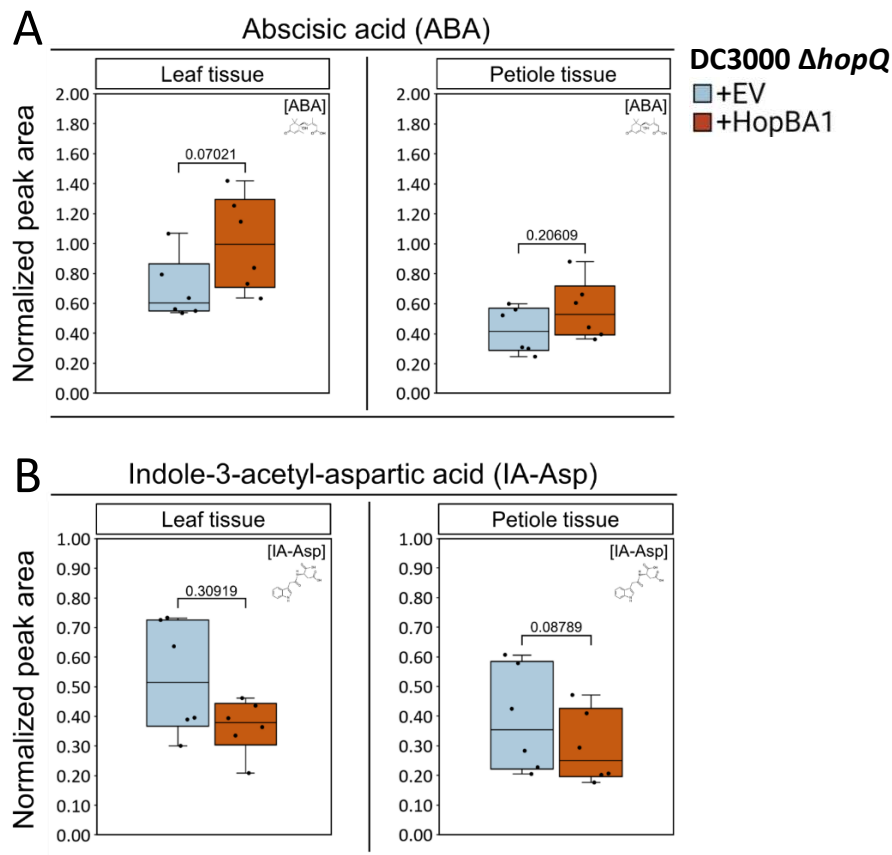 A
Abscisic acid (ABA)
DC3000 ΔhopQ
+EV
+HopBA1
Leaf tissue
Petiole tissue
Normalized peak area
2.00
1.80
1.60
1.40
1.20
1.00
0.80
0.60
0.40
0.20
0.00
[ABA]
0.07021
2.00
1.80
1.60
1.40
1.20
1.00
0.80
0.60
0.40
0.20
0.00
[ABA]
0.20609
B
Indole-3-acetyl-aspartic acid (IA-Asp)
Leaf tissue
Petiole tissue
Normalized peak area
1.00
0.90
0.80
0.70
0.60
0.50
0.40
0.30
0.20
0.10
0.00
[IA-Asp]
0.30919
1.00
0.90
0.80
0.70
0.60
0.50
0.40
0.30
0.20
0.10
0.00
[IA-Asp]
0.08789